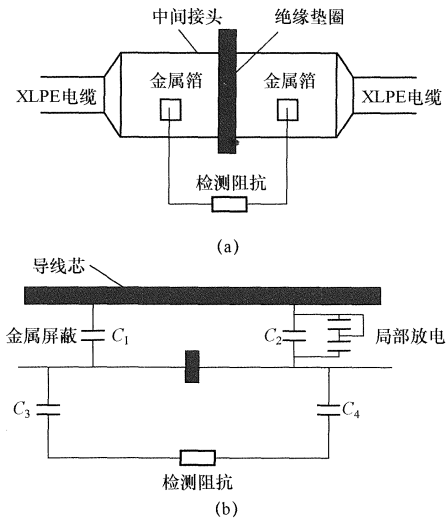 中间接头 绝缘垫圈
金属箔 金属箔
XLPE电缆 XLPE电缆
检测阻抗
(a)
导线芯
金属屏蔽 C1 C2 局部放电
C3 C4
检测阻抗
(b)